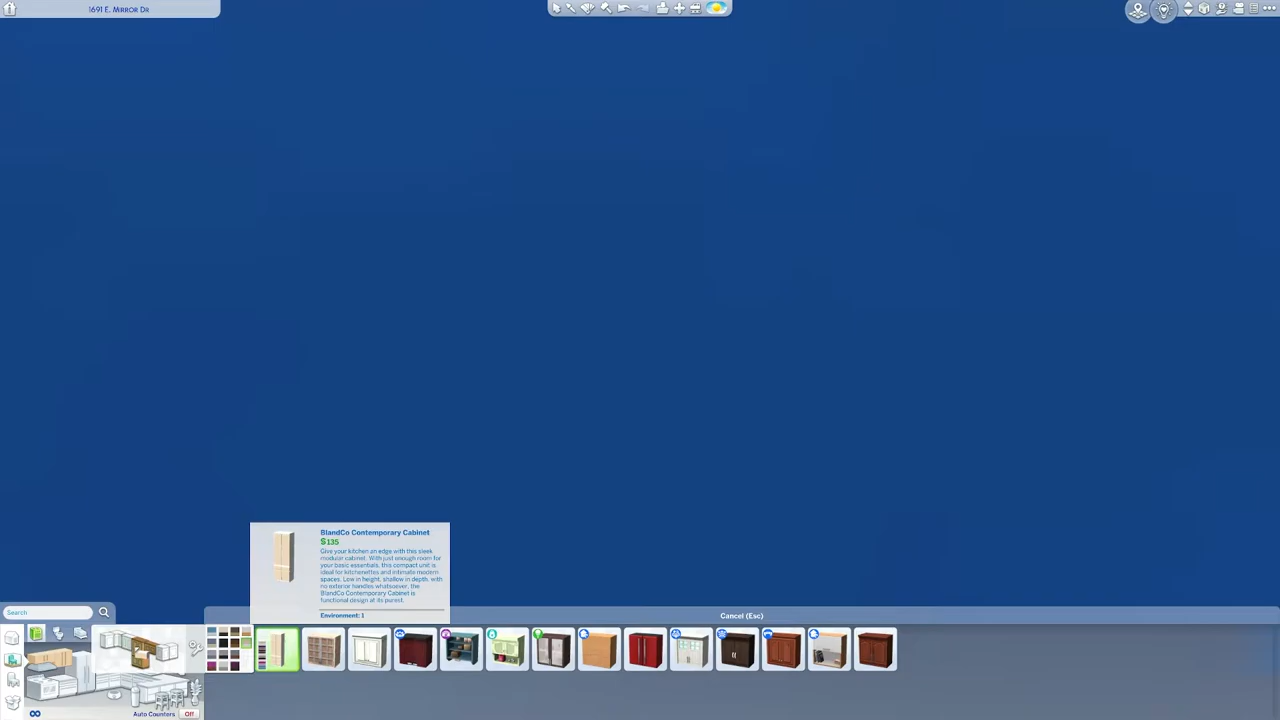 1691 E. Mirror Dr
BlandCo Contemporary Cabinet
§135
Give your kitchen an edge with this sleek
modular cabinet. With just enough room for
your basic essentials, this compact unit is
ideal for kitchenettes and intimate modern
spaces. Low in height, shallow in depth, with
no exterior handles whatsoever, the
BlandCo Contemporary Cabinet is
functional design at its purest.
Environment: 1
Search
Cancel (Esc)
Auto Counters Off